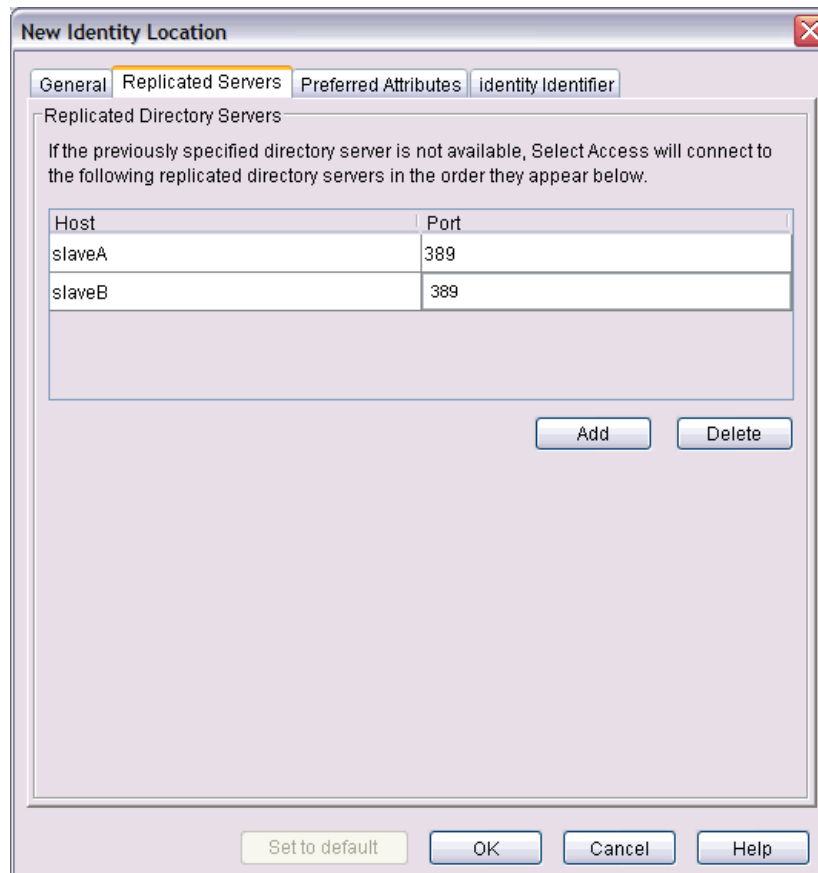 New Identity Location
General Replicated Servers Preferred Attributes identity Identifier
Replicated Directory Servers
If the previously specified directory server is not available, Select Access will connect to
the following replicated directory servers in the order they appear below.
Host Port
slaveA 389
slaveB 389
Add Delete
Set to default OK Cancel Help